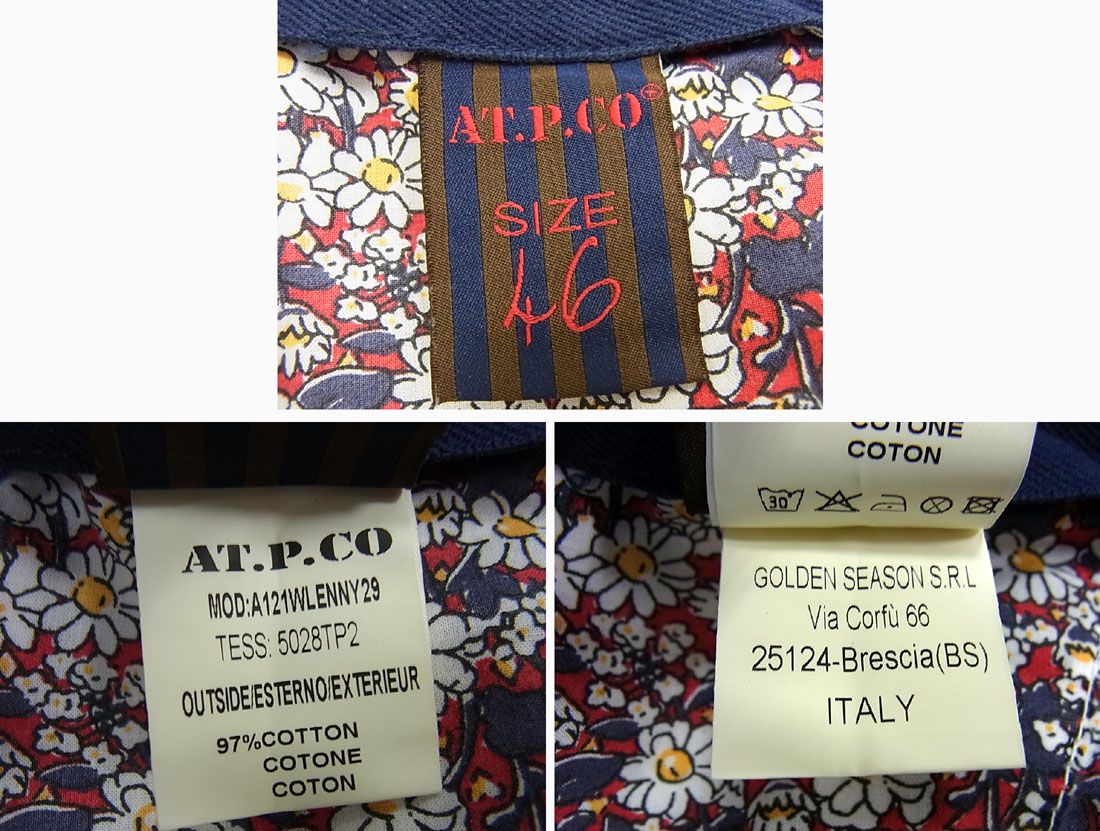 AT.P.CO®
SIZE
46
AT.P.CO
MOD:A121WLENNY29
TESS: 5028TP2
OUTSIDE/ESTERNO/EXTERIEUR
97%COTTON
COTONE
COTON
COTONE
COTON
30°
GOLDEN SEASON S.R.L
Via Corfù 66
25124-Brescia(BS)
ITALY